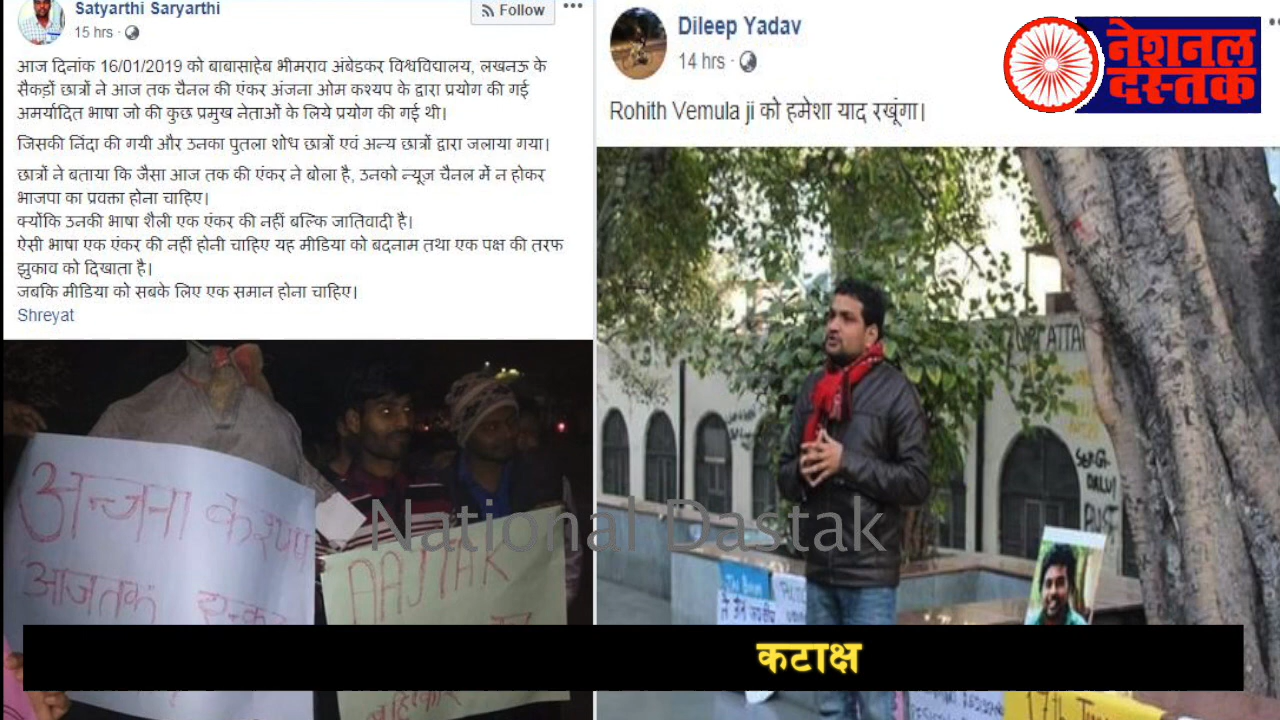 Satyarthi Saryarthi
15 hrs ·
Follow
आज दिनांक 16/01/2019 को बाबासाहेब भीमराव अंबेडकर विश्वविद्यालय, लखनऊ के
सैकड़ों छात्रों ने आज तक चैनल की एंकर अंजना ओम कश्यप के द्वारा प्रयोग की गई
अमर्यादित भाषा जो की कुछ प्रमुख नेताओं के लिये प्रयोग की गई थी।
जिसकी निंदा की गयी और उनका पुतला शोध छात्रों एवं अन्य छात्रों द्वारा जलाया गया।
छात्रों ने बताया कि जैसा आज तक की एंकर ने बोला है, उनको न्यूज़ चैनल में न होकर
भाजपा का प्रवक्ता होना चाहिए।
क्योंकि उनकी भाषा शैली एक एंकर की नहीं बल्कि जातिवादी है।
ऐसी भाषा एक एंकर की नहीं होनी चाहिए यह मीडिया को बदनाम तथा एक पक्ष की तरफ
झुकाव को दिखाता है।
जबकि मीडिया को सबके लिए एक समान होना चाहिए।
Shreyat
अन्जना कश्यप
आजतक
AAJTAK
Dileep Yadav
14 hrs ·
Rohith Vemula ji को हमेशा याद रखूंगा।
नेशनल
दस्तक
National Dastak
17th
कटाक्ष